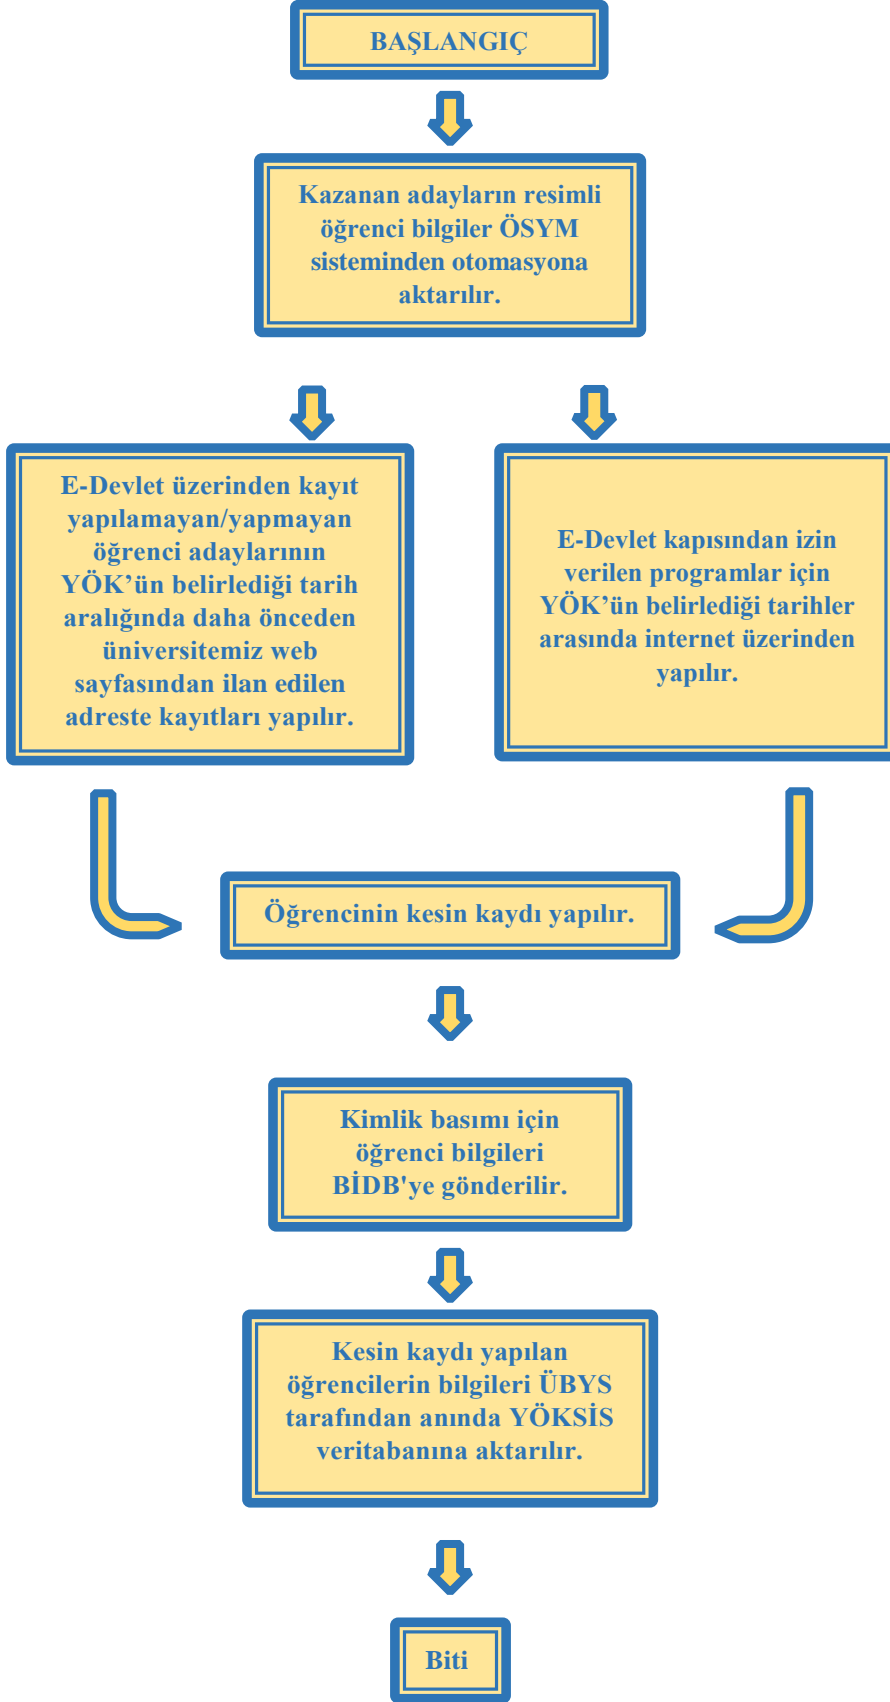 BAŞLANGIÇ
Kazanan adayların resimli
öğrenci bilgiler ÖSYM
sisteminden otomasyona
aktarılır.
E-Devlet üzerinden kayıt
yapılamayan/yapmayan
öğrenci adaylarının
YÖK’ün belirlediği tarih
aralığında daha önceden
üniversitemiz web
sayfasından ilan edilen
adreste kayıtları yapılır.
E-Devlet kapısından izin
verilen programlar için
YÖK’ün belirlediği tarihler
arasında internet üzerinden
yapılır.
Öğrencinin kesin kaydı yapılır.
Kimlik basımı için
öğrenci bilgileri
BİDB'ye gönderilir.
Kesin kaydı yapılan
öğrencilerin bilgileri ÜBYS
tarafından anında YÖKSİS
veritabanına aktarılır.
Biti